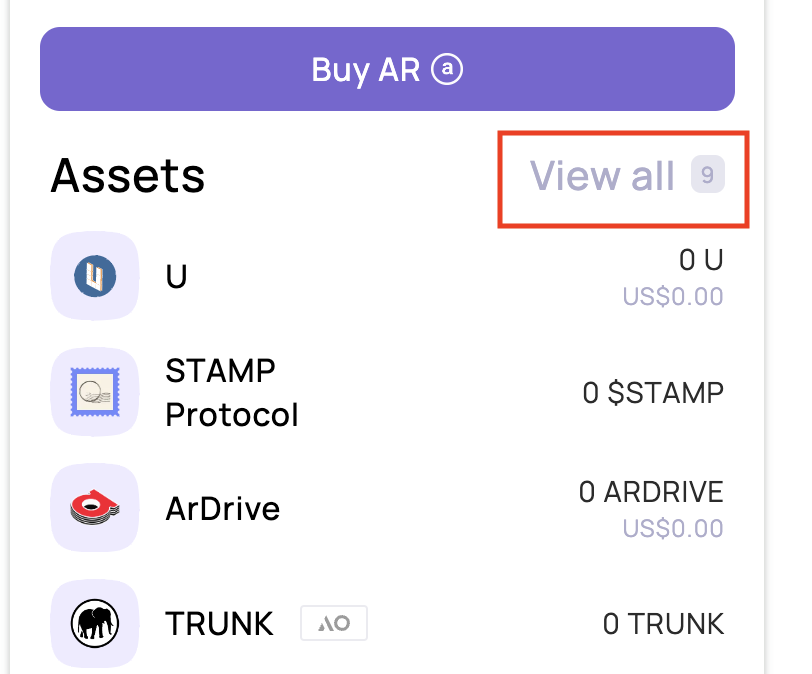 Buy AR a
Assets
View all 9
U
0 U
US$0.00
STAMP
Protocol
0 $STAMP
ArDrive
0 ARDRIVE
US$0.00
TRUNK AO
0 TRUNK